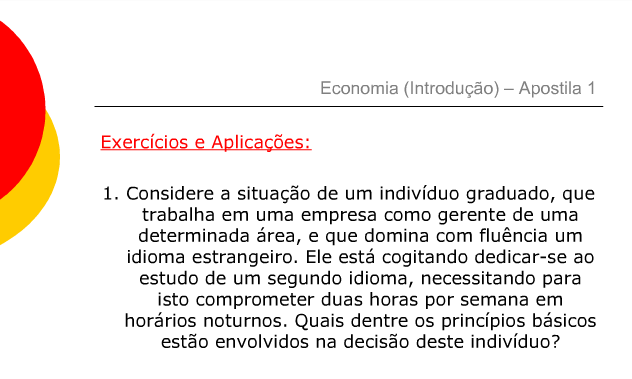 Economia (Introdução) – Apostila 1
Exercícios e Aplicações:
1. Considere a situação de um indivíduo graduado, que
trabalha em uma empresa como gerente de uma
determinada área, e que domina com fluência um
idioma estrangeiro. Ele está cogitando dedicar-se ao
estudo de um segundo idioma, necessitando para
isto comprometer duas horas por semana em
horários noturnos. Quais dentre os princípios básicos
estão envolvidos na decisão deste indivíduo?